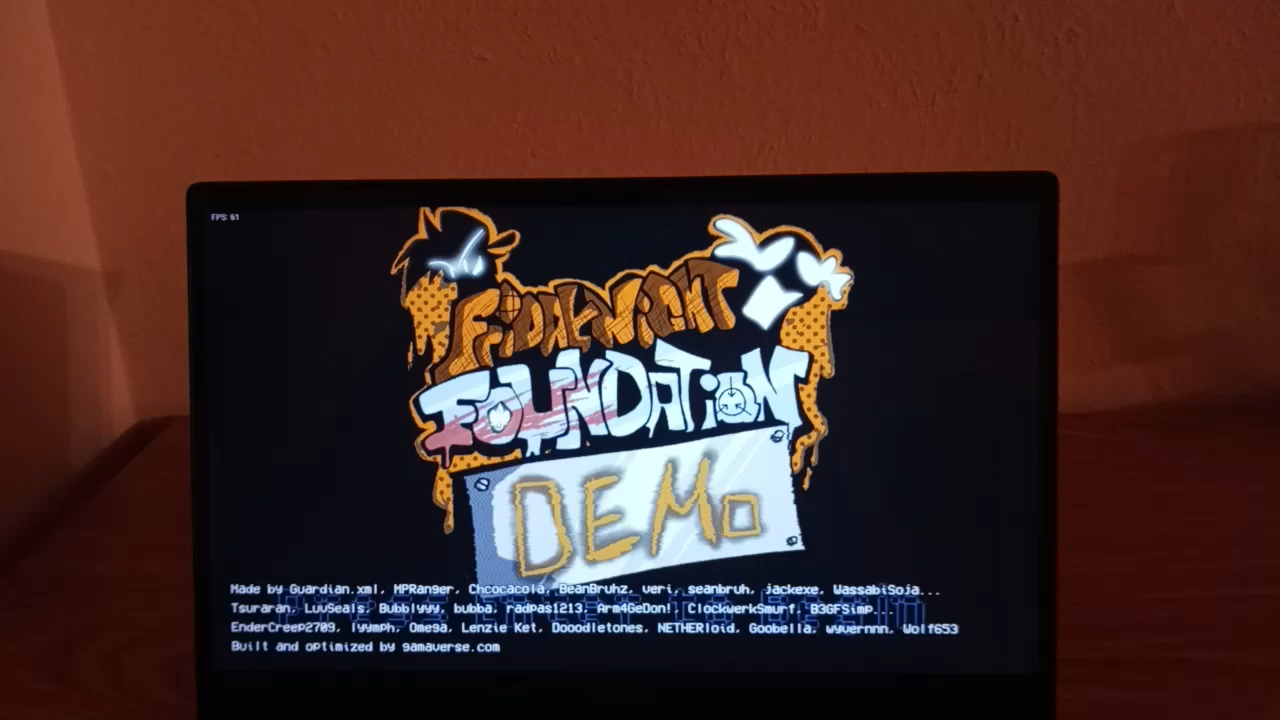 FPS: 61
FRIDAY NIGHT
FOUNDATION
DEMO
Made by Guardian.xml, MPRanger, Chcocacola, BeanBruhz, veri, seanbruh, jackexe, WassabiSoja...
Tsuraran, LuvSeals, Bubblyyy, bubba, radpas1213, Arm4GeDon!, ClockwerkSmurf, B3GFSimp...
EnderCreep2709, lyymph, Omega, Lenzie Ket, Dooodletones, NETHERloid, Goobella, wyvernnn, Wolf653
Built and optimized by gamaverse.com